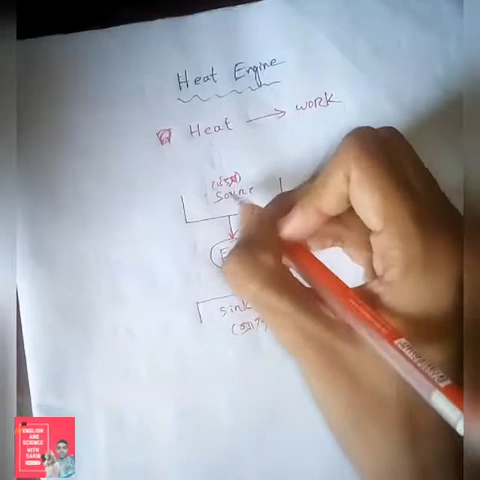 Heat Engine
Heat → work
Source
E
sink
ENGLISH
AND
SCIENCE
WITH